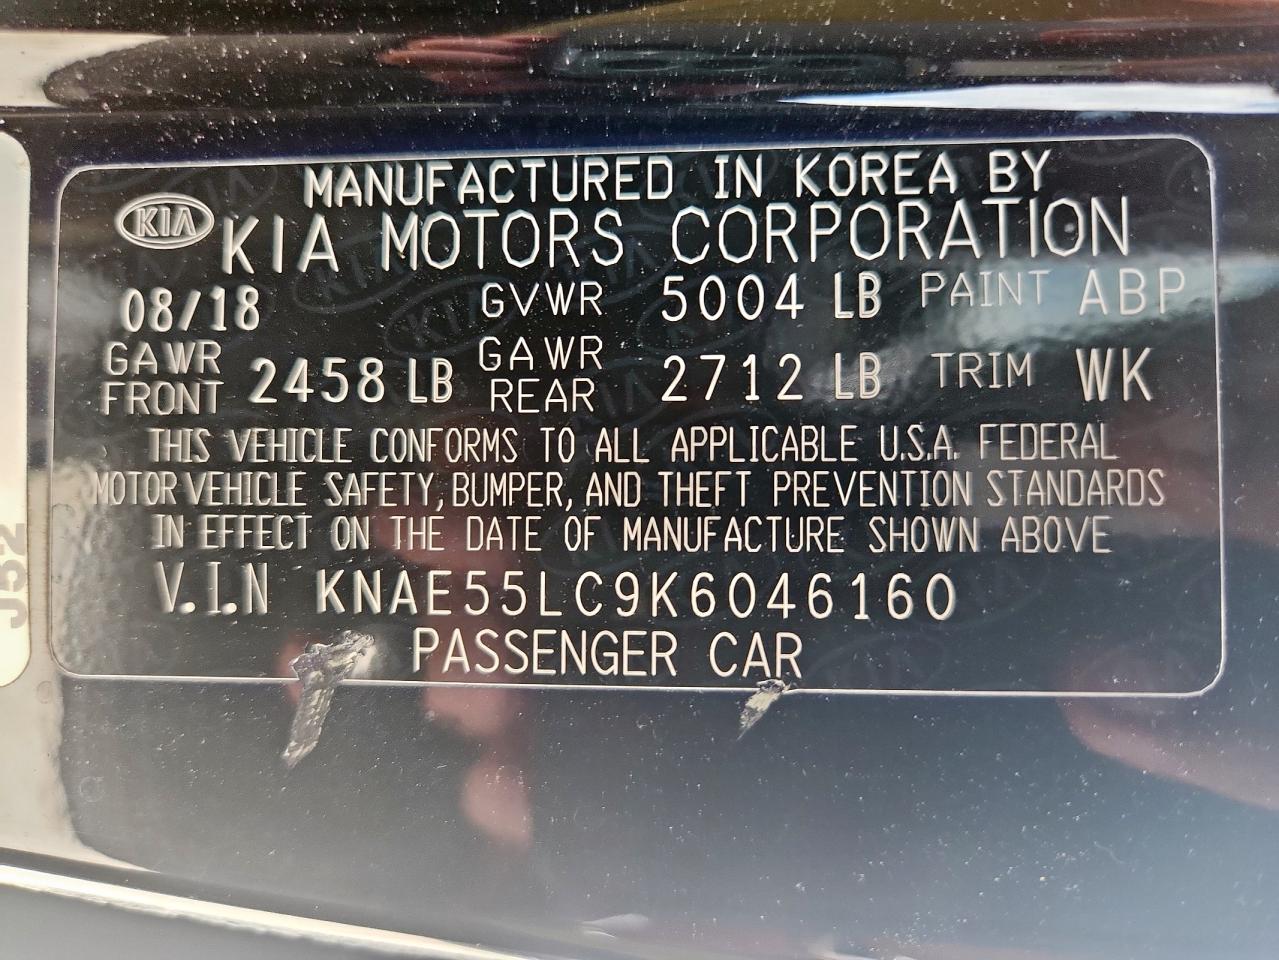 MANUFACTURED IN KOREA BY
KIA KIA MOTORS CORPORATION
08/18 GVWR 5004 LB PAINT ABP
GAWR FRONT 2458 LB GAWR REAR 2712 LB TRIM WK
THIS VEHICLE CONFORMS TO ALL APPLICABLE U.S.A. FEDERAL
MOTOR VEHICLE SAFETY, BUMPER, AND THEFT PREVENTION STANDARDS
IN EFFECT ON THE DATE OF MANUFACTURE SHOWN ABOVE
V.I.N KNAE55LC9K6046160
PASSENGER CAR
J32